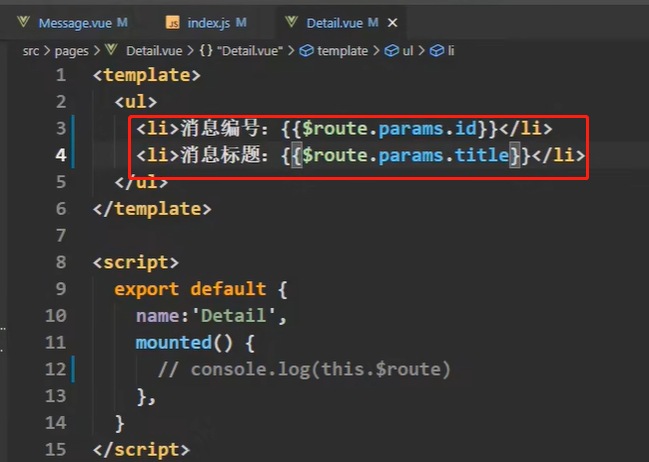 Message.vue M JS index.js M Detail.vue M ×
src > pages > Detail.vue > {} "Detail.vue" > template > ul > li
1 <template>
2 <ul>
3 <li>消息编号：{{$route.params.id}}</li>
4 <li>消息标题：{{$route.params.title}}</li>
5 </ul>
6 </template>
7
8 <script>
9 export default {
10 name:'Detail',
11 mounted() {
12 // console.log(this.$route)
13 },
14 }
15 </script>